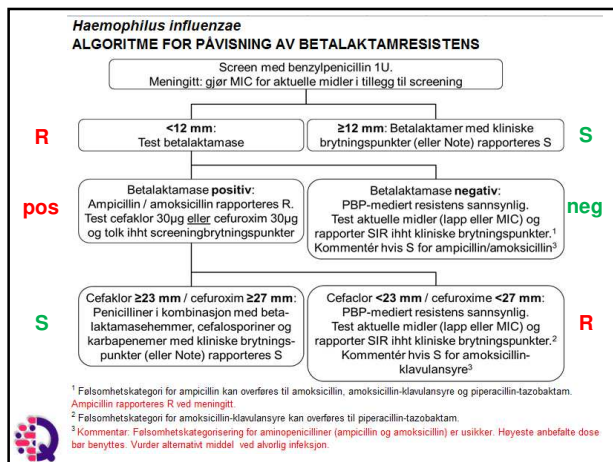 Haemophilus influenzae
ALGORITME FOR PÅVISNING AV BETALAKTAMRESISTENS
Screen med benzylpenicillin 1U.
Meningitt: gjør MIC for aktuelle midler i tillegg til screening
R
<12 mm:
Test betalaktamase
≥12 mm: Betalaktamer med kliniske
brytningspunkter (eller Note) rapporteres S
S
pos
Betalaktamase positiv:
Ampicillin / amoksicillin rapporteres R.
Test cefaklor 30µg eller cefuroxim 30µg
og tolk ihht screeningbrytningspunkter
Betalaktamase negativ:
PBP-mediert resistens sannsynlig.
Test aktuelle midler (lapp eller MIC) og
rapporter SIR ihht kliniske brytningspunkter.¹
Kommentér hvis S for ampicillin/amoksicillin³
neg
S
Cefaklor ≥23 mm / cefuroxim ≥27 mm:
Penicilliner i kombinasjon med beta-
laktamasehemmer, cefalosporiner og
karbapenemer med kliniske brytnings-
punkter (eller Note) rapporteres S
Cefaclor <23 mm / cefuroxime <27 mm:
PBP-mediert resistens sannsynlig.
Test aktuelle midler (lapp eller MIC) og
rapporter SIR ihht kliniske brytningspunkter.²
Kommentér hvis S for amoksicillin-
klavulansyre³
R
¹ Følsomhetskategori for ampicillin kan overføres til amoksicillin, amoksicillin-klavulansyre og piperacillin-tazobaktam.
Ampicillin rapporteres R ved meningitt.
² Følsomhetskategori for amoksicillin-klavulansyre kan overføres til piperacillin-tazobaktam.
³ Kommentar: Følsomhetskategorisering for aminopenicilliner (ampicillin og amoksicillin) er usikker. Høyeste anbefalte dose
bør benyttes. Vurder alternativt middel ved alvorlig infeksjon.